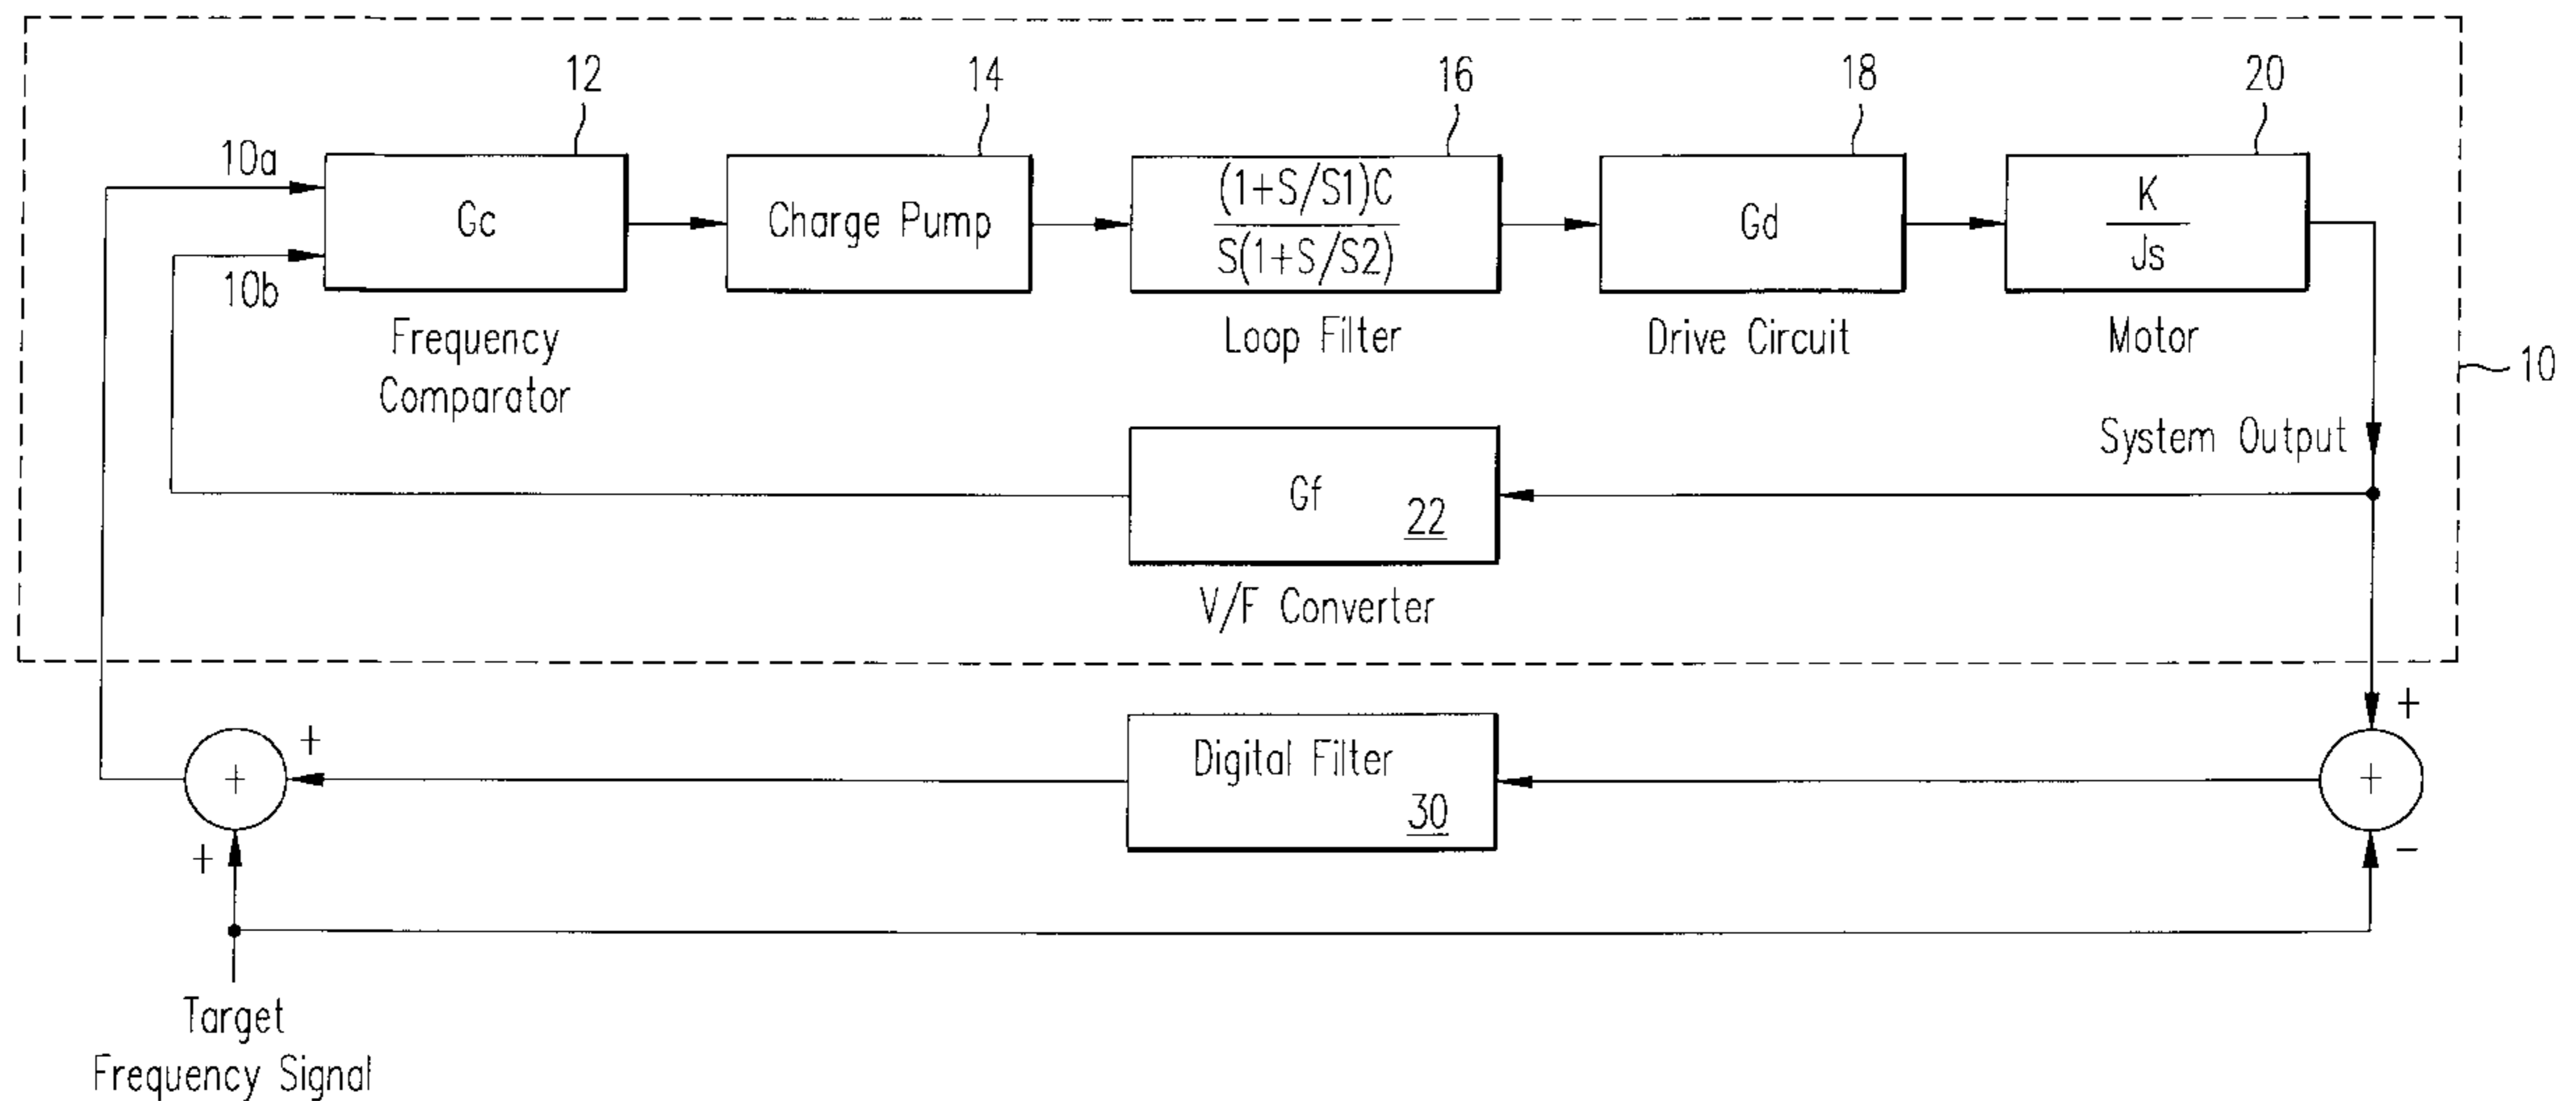 12
14
16
18
20
10a
10b
Gc
Charge Pump
(1+S/S1)C
S(1+S/S2)
Gd
K
Js
Frequency
Comparator
Loop Filter
Drive Circuit
Motor
10
System Output
Gf
22
V/F Converter
+
+
+
Digital Filter
30
+
+
−
Target
Frequency Signal